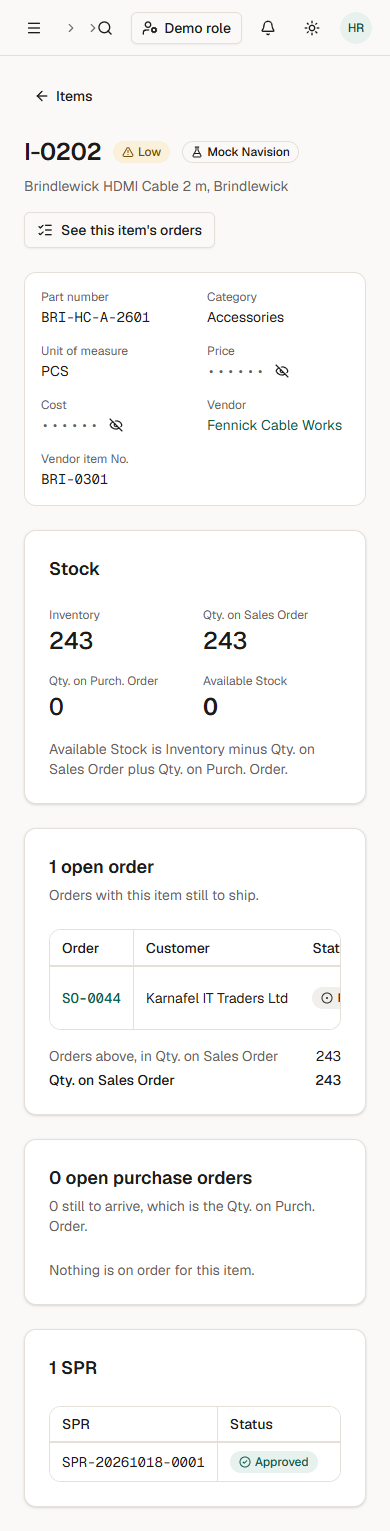 Demo role
HR
Items
I-0202
Low
Mock Navision
Brindlewick HDMI Cable 2 m, Brindlewick
See this item's orders
Part number
Category
BRI-HC-A-2601
Accessories
Unit of measure
Price
PCS
Cost
Vendor
Fennick Cable Works
Vendor item No.
BRI-0301
Stock
Inventory
Qty. on Sales Order
243
243
Qty. on Purch. Order
Available Stock
0
0
Available Stock is Inventory minus Qty. on
Sales Order plus Qty. on Purch. Order.
1 open order
Orders with this item still to ship.
Order
Customer
SO-0044
Karnafel IT Traders Ltd
Orders above, in Qty. on Sales Order
243
Qty. on Sales Order
243
0 open purchase orders
0 still to arrive, which is the Qty. on Purch.
Order.
Nothing is on order for this item.
1 SPR
SPR
Status
SPR-20261018-0001
Approved